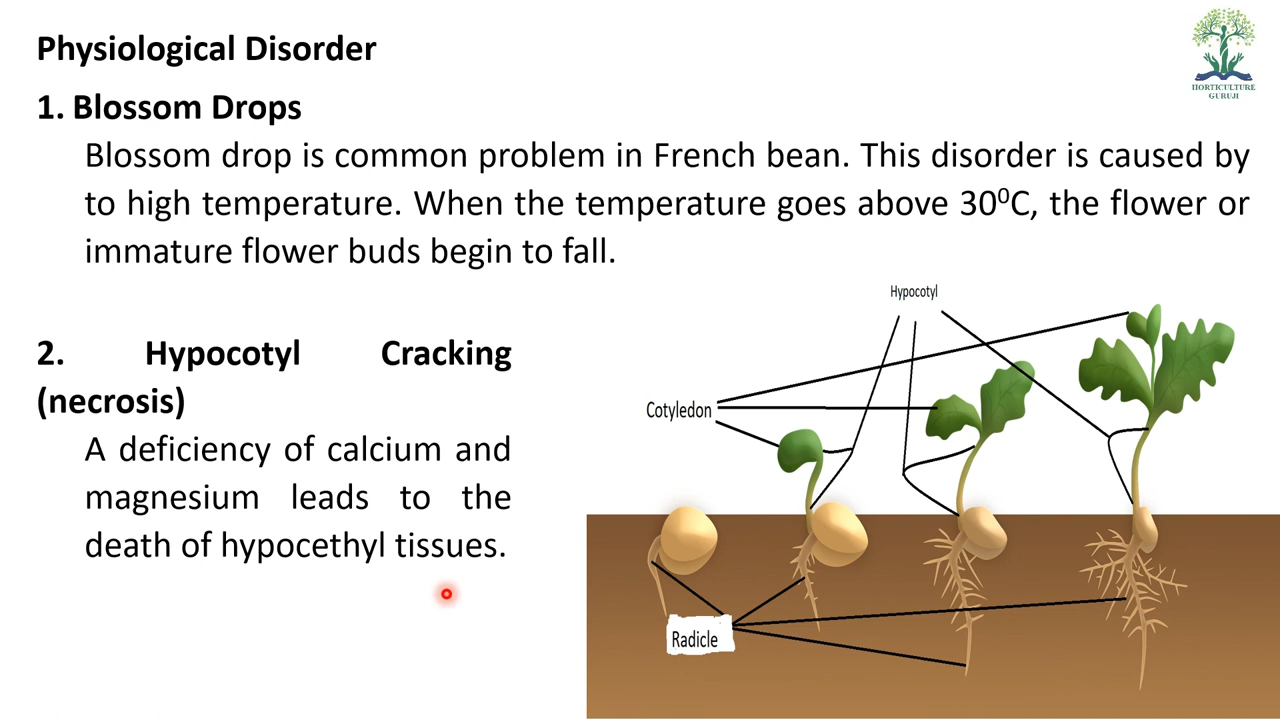 Physiological Disorder
HORTICULTURE
GURUJI
1. Blossom Drops
Blossom drop is common problem in French bean. This disorder is caused by
to high temperature. When the temperature goes above 30⁰C, the flower or
immature flower buds begin to fall.
2. Hypocotyl Cracking
(necrosis)
A deficiency of calcium and
magnesium leads to the
death of hypocethyl tissues.
Hypocotyl
Cotyledon
Radicle